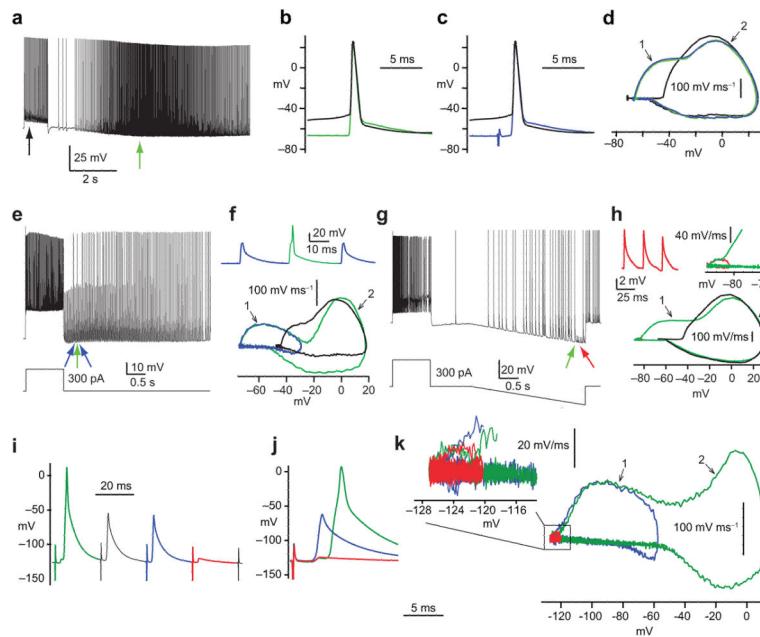 a
25 mV
2 s
b
5 ms
0
mV
−40
−80
c
5 ms
0
mV
−40
−80
d
1
2
100 mV ms⁻¹
−80
−40
0
mV
e
300 pA
10 mV
0.5 s
f
20 mV
10 ms
100 mV ms⁻¹
1
2
−60
−40
−20
0
20
mV
g
300 pA
20 mV
0.5 s
h
40 mV/ms
mV
−80
2 mV
25 ms
1
2
100 mV/ms
−80
−40
0
mV
i
0
20 ms
−50
mV
−100
−150
j
0
−50
mV
−100
−150
5 ms
k
20 mV/ms
−128
−124
−120
−116
mV
1
2
100 mV ms⁻¹
−120
−100
−80
−60
−40
−20
0
mV